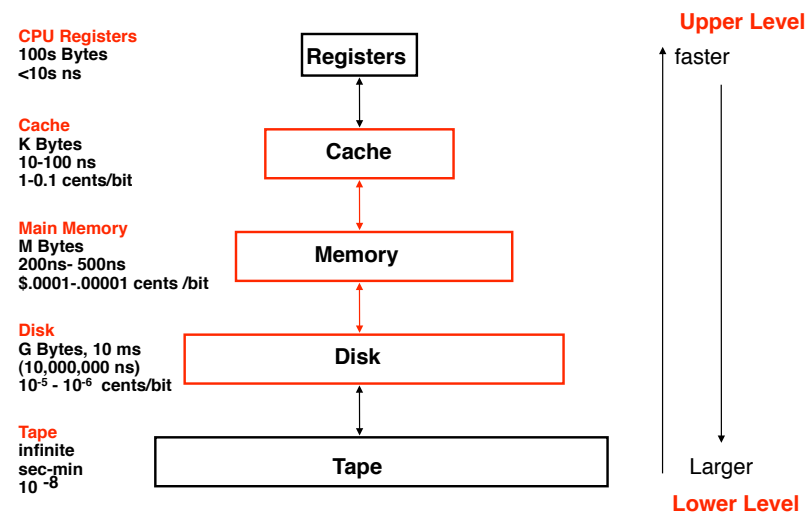 Upper Level
CPU Registers
100s Bytes
<10s ns
Registers
faster
Cache
K Bytes
10-100 ns
1-0.1 cents/bit
Cache
Main Memory
M Bytes
200ns- 500ns
$.0001-.00001 cents /bit
Memory
Disk
G Bytes, 10 ms
(10,000,000 ns)
10⁻⁵ - 10⁻⁶ cents/bit
Disk
Tape
infinite
sec-min
10 ⁻⁸
Tape
Larger
Lower Level